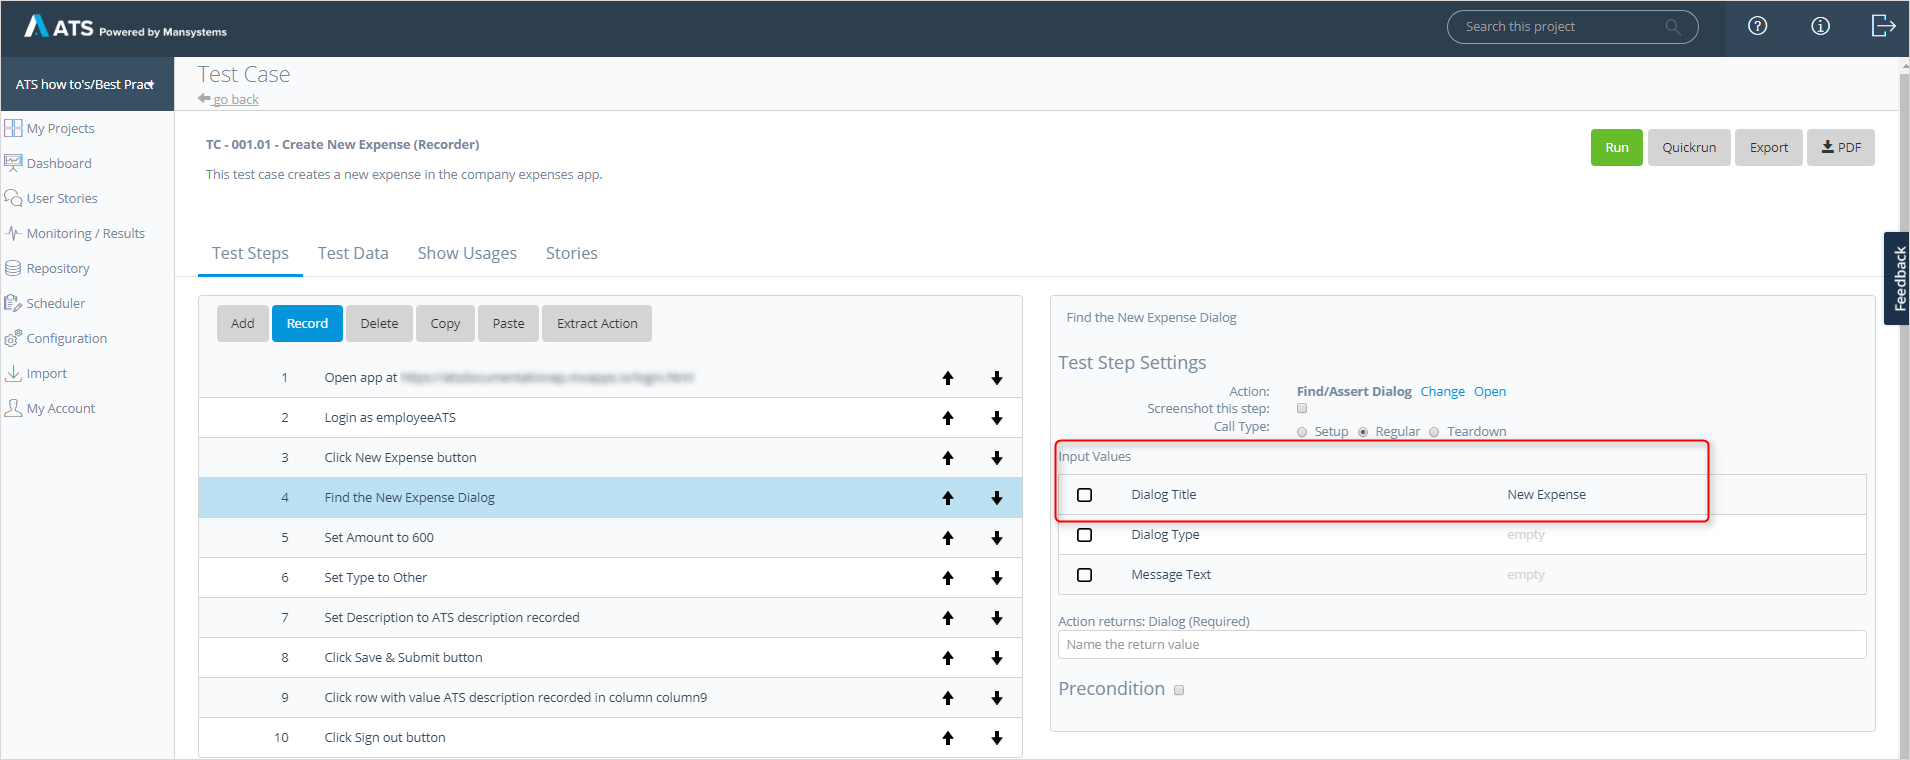 ATS Powered by Mansystems
Search this project
ATS how to's/Best Pract
My Projects
Dashboard
User Stories
Monitoring / Results
Repository
Scheduler
Configuration
Import
My Account
Test Case
go back
TC - 001.01 - Create New Expense (Recorder)
This test case creates a new expense in the company expenses app.
Run Quickrun Export PDF
Feedback
Test Steps Test Data Show Usages Stories
Add Record Delete Copy Paste Extract Action
1 Open app at
2 Login as employeeATS
3 Click New Expense button
4 Find the New Expense Dialog
5 Set Amount to 600
6 Set Type to Other
7 Set Description to ATS description recorded
8 Click Save & Submit button
9 Click row with value ATS description recorded in column column9
10 Click Sign out button
Find the New Expense Dialog
Test Step Settings
Action: Find/Assert Dialog Change Open
Screenshot this step:
Call Type: Setup Regular Teardown
Input Values
Dialog Title New Expense
Dialog Type empty
Message Text empty
Action returns: Dialog (Required)
Name the return value
Precondition